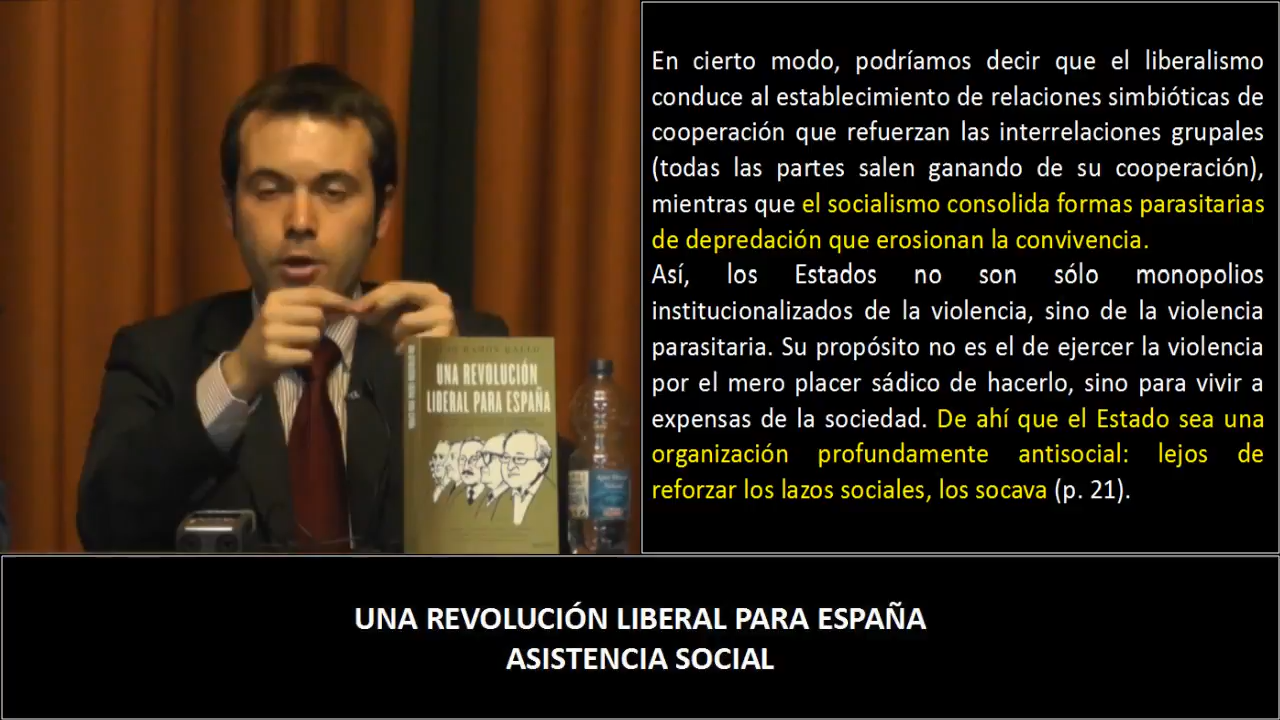 En cierto modo, podríamos decir que el liberalismo
conduce al establecimiento de relaciones simbióticas de
cooperación que refuerzan las interrelaciones grupales
(todas las partes salen ganando de su cooperación),
mientras que el socialismo consolida formas parasitarias
de depredación que erosionan la convivencia.
Así, los Estados no son sólo monopolios
institucionalizados de la violencia, sino de la violencia
parasitaria. Su propósito no es el de ejercer la violencia
por el mero placer sádico de hacerlo, sino para vivir a
expensas de la sociedad. De ahí que el Estado sea una
organización profundamente antisocial: lejos de
reforzar los lazos sociales, los socava (p. 21).
UNA REVOLUCIÓN
LIBERAL PARA ESPAÑA
UNA REVOLUCIÓN LIBERAL PARA ESPAÑA
ASISTENCIA SOCIAL